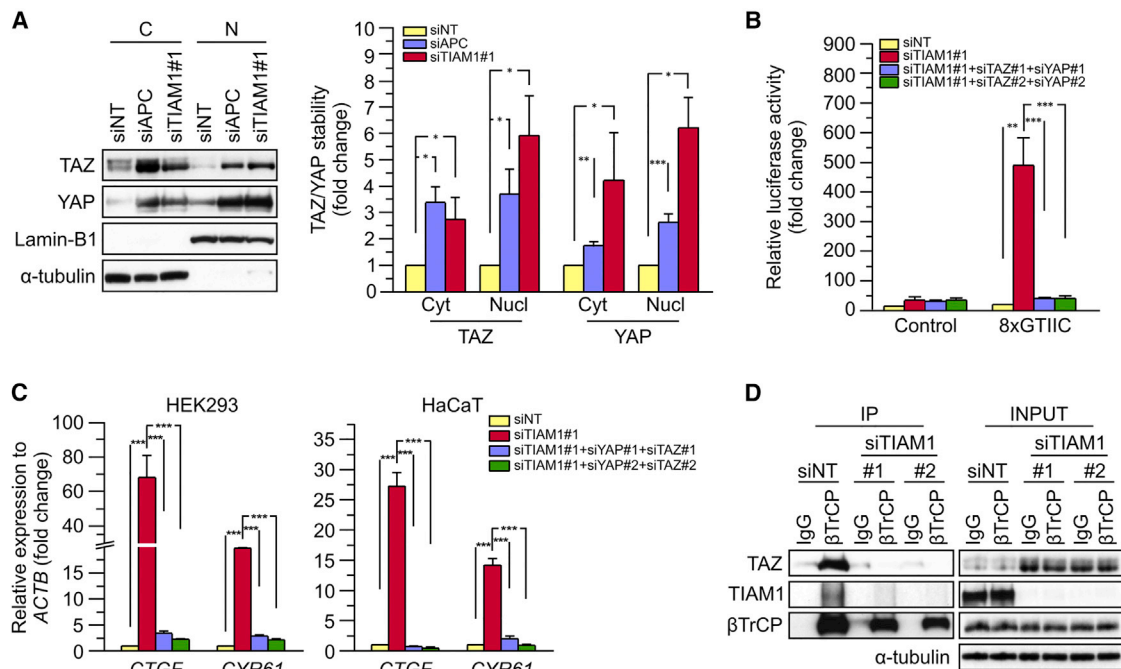 A
C N
siNT siAPC siTIAM1#1 siNT siAPC siTIAM1#1
TAZ
YAP
Lamin-B1
α-tubulin
TAZ/YAP stability
(fold change)
siNT
siAPC
siTIAM1#1
10
9
8
7
6
5
4
3
2
1
0
* * * * ** * *** *
Cyt Nucl Cyt Nucl
TAZ YAP
B
Relative luciferase activity
(fold change)
siNT
siTIAM1#1
siTIAM1#1+siTAZ#1+siYAP#1
siTIAM1#1+siTAZ#2+siYAP#2
900
800
700
600
500
400
300
200
100
0
** *** ***
Control 8xGTIIC
C
HEK293
Relative expression to
ACTB (fold change)
100
80
60
40
25
20
15
10
5
0
*** *** *** *** *** ***
CTGF CYR61
HaCaT
siNT
siTIAM1#1
siTIAM1#1+siYAP#1+siTAZ#1
siTIAM1#1+siYAP#2+siTAZ#2
35
30
25
20
15
10
5
0
*** *** *** *** *** ***
CTGF CYR61
D
IP INPUT
siTIAM1 siTIAM1
siNT #1 #2 siNT #1 #2
IgG βTrCP IgG βTrCP IgG βTrCP IgG βTrCP IgG βTrCP IgG βTrCP
TAZ
TIAM1
βTrCP
α-tubulin